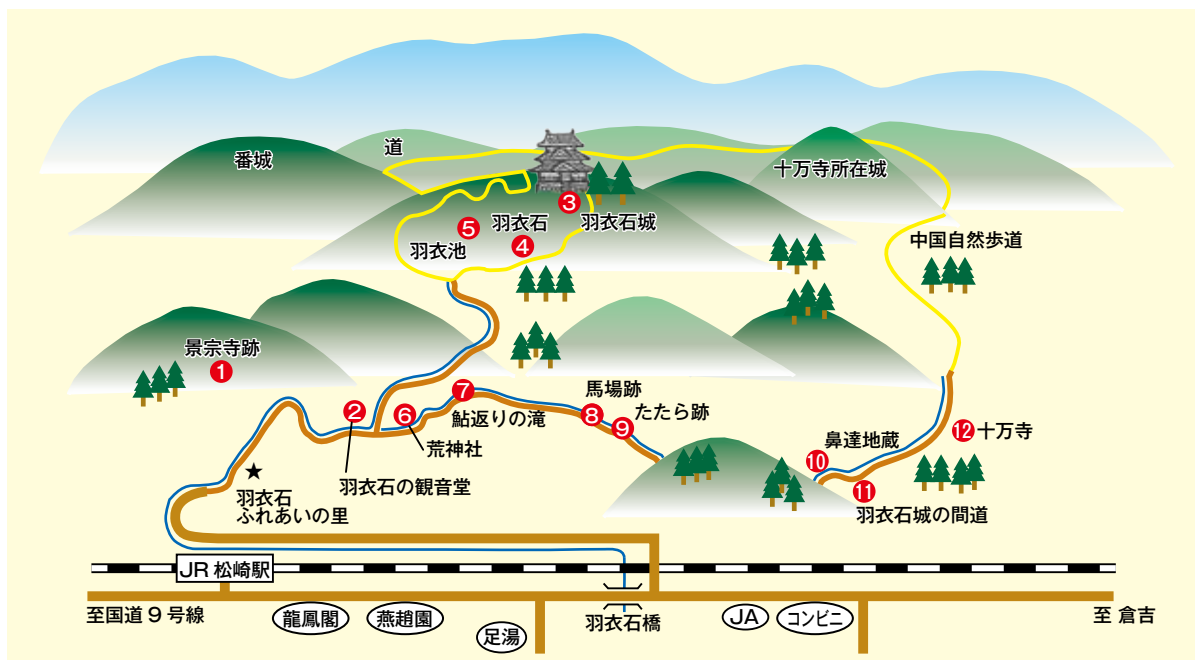 番城
道
十万寺所在城
③
羽衣石
羽衣石城
⑤
④
羽衣池
中国自然歩道
景宗寺跡
①
②
⑥
⑦
鮎返りの滝
馬場跡
⑧
たたら跡
⑨
荒神社
羽衣石の観音堂
鼻達地蔵
⑩
⑪
羽衣石城の間道
⑫
十万寺
★
羽衣石
ふれあいの里
JR 松崎駅
至国道9号線
龍鳳閣
燕趙園
足湯
羽衣石橋
JA
コンビニ
至 倉吉